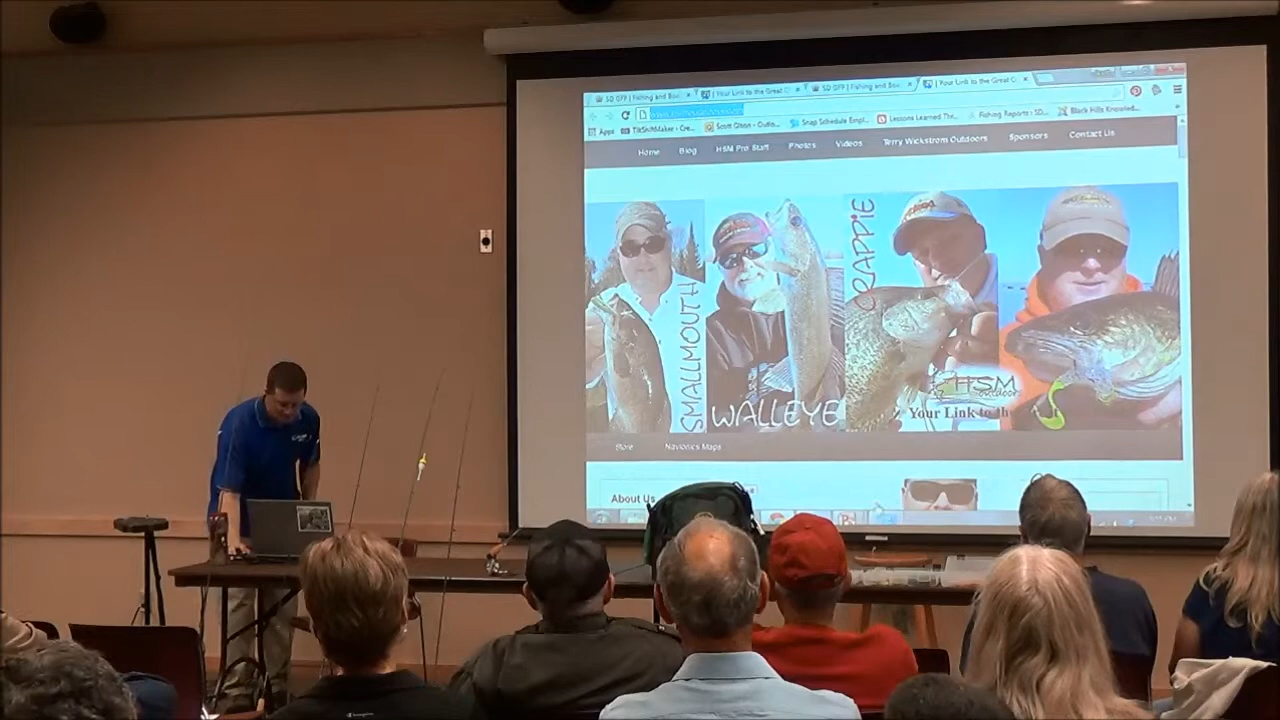 SD GFP | Fishing and Boa
| Your Link to the Great O
SD GFP | Fishing and Boa
| Your Link to the Great O
Apps
TiltShiftMaker - Cre...
Scott Olson - Outlo...
Snap Schedule Empl...
Lessons Learned Thr...
Fishing Reports : SD...
Black Hills Knowled...
Home Blog HSM Pro Staff Photos Videos Terry Wickstrom Outdoors Sponsors Contact Us
SMALLMOUTH
WALLEYE
CRAPPIE
HSM
Outdoors
Your Link to the
Store Navionics Maps
About Us